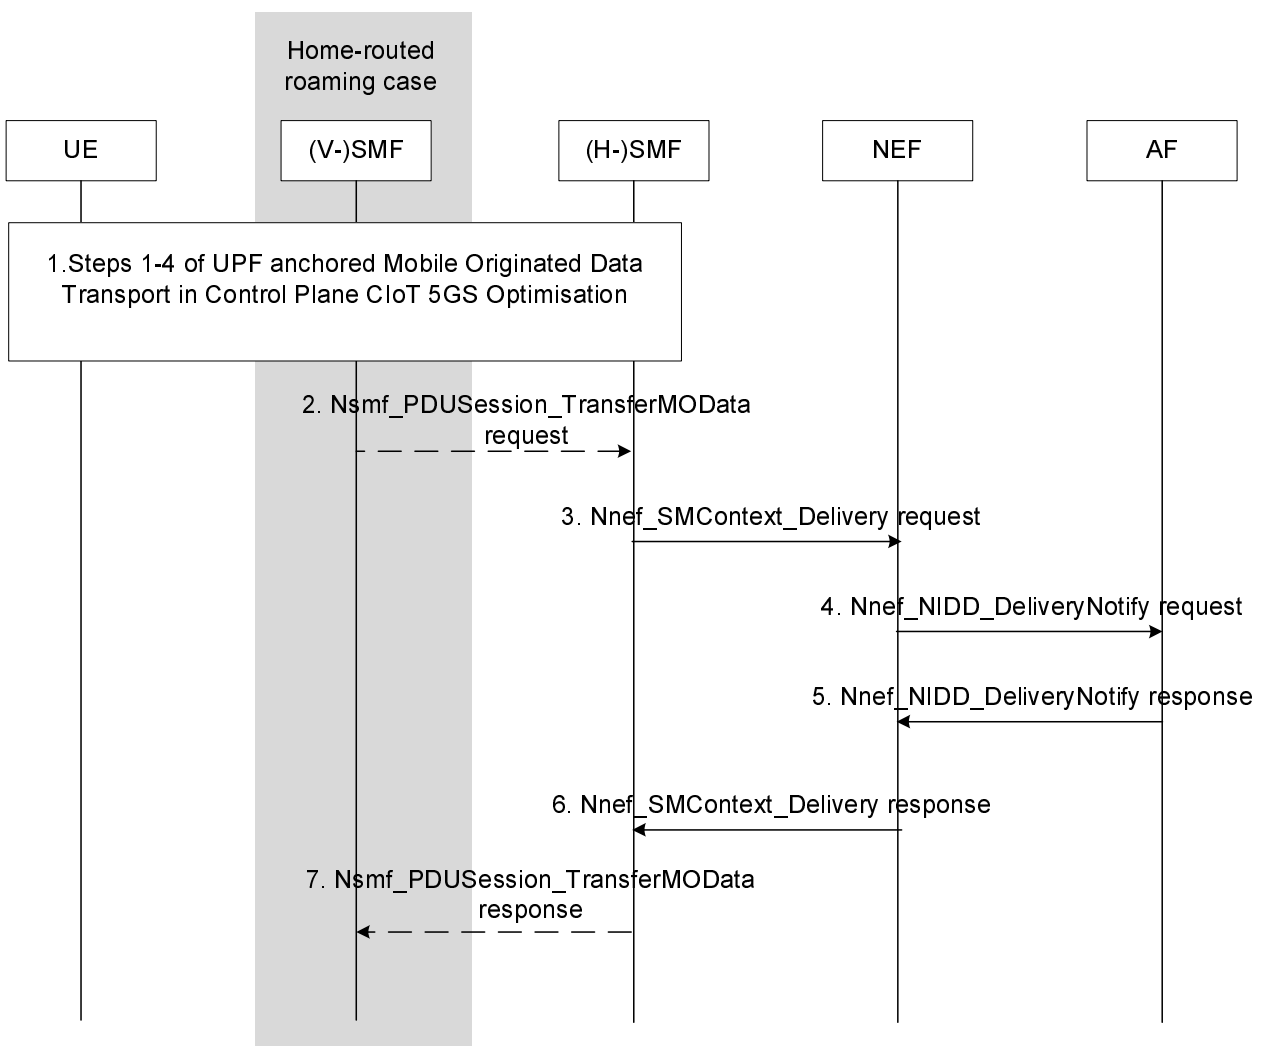 Home-routed
roaming case
UE
(V-)SMF
(H-)SMF
NEF
AF
1.Steps 1-4 of UPF anchored Mobile Originated Data
Transport in Control Plane CIoT 5GS Optimisation
2. Nsmf_PDUSession_TransferMOData
request
3. Nnef_SMContext_Delivery request
4. Nnef_NIDD_DeliveryNotify request
5. Nnef_NIDD_DeliveryNotify response
6. Nnef_SMContext_Delivery response
7. Nsmf_PDUSession_TransferMOData
response